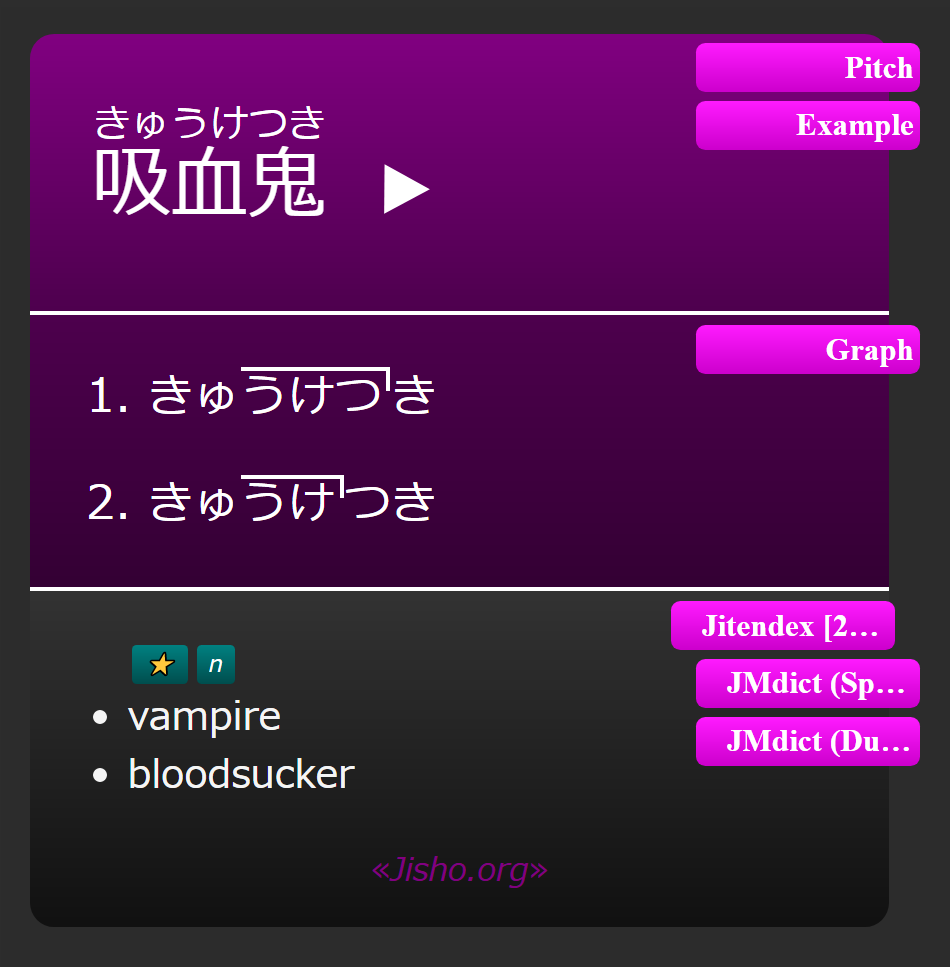 Pitch
Example
きゅうけつき
吸血鬼
Graph
1. きゅうけつき
2. きゅうけつき
Jitendex [2…
n
JMdict (Sp…
• vampire
JMdict (Du…
• bloodsucker
«Jisho.org»